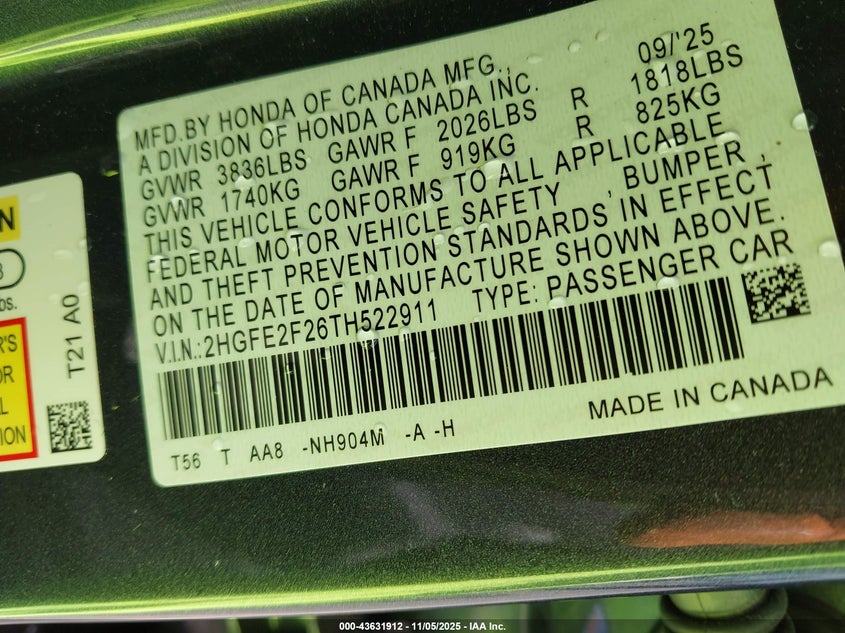 MFD.BY HONDA OF CANADA MFG., 09/'25
A DIVISION OF HONDA CANADA INC.
GVWR 3836LBS GAWR F 2026LBS R 1818LBS
GVWR 1740KG GAWR F 919KG R 825KG
THIS VEHICLE CONFORMS TO ALL APPLICABLE
FEDERAL MOTOR VEHICLE SAFETY , BUMPER ,
AND THEFT PREVENTION STANDARDS IN EFFECT
ON THE DATE OF MANUFACTURE SHOWN ABOVE.
V.I.N.:2HGFE2F26TH522911 TYPE: PASSENGER CAR
MADE IN CANADA
T56 T AA8 -NH904M -A -H
T21 A0
000-43631912 - 11/05/2025 - IAA Inc.